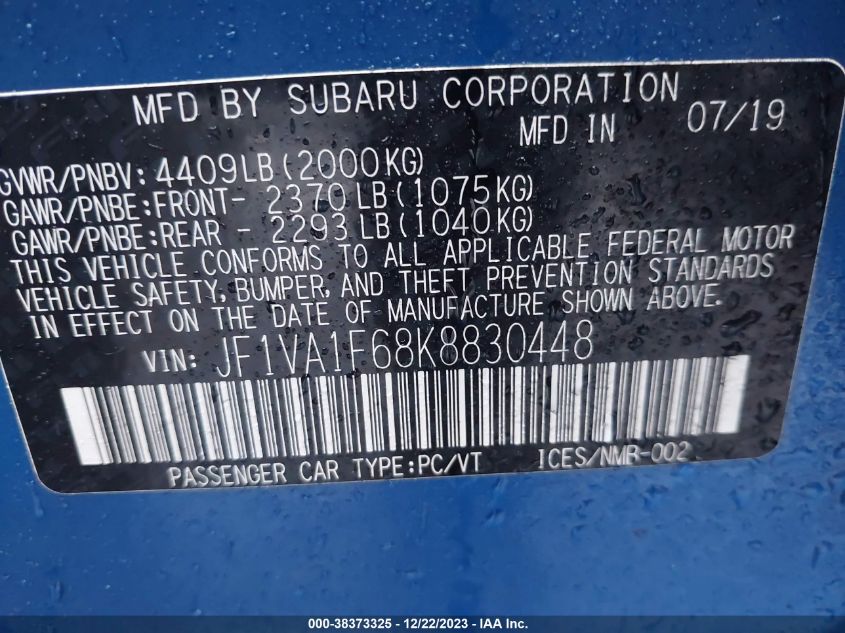 MFD BY SUBARU CORPORATION
MFD IN 07/19
GVWR/PNBV: 4409LB (2000KG)
GAWR/PNBE:FRONT- 2370 LB (1075KG)
GAWR/PNBE:REAR - 2293 LB (1040KG)
THIS VEHICLE CONFORMS TO ALL APPLICABLE FEDERAL MOTOR
VEHICLE SAFETY, BUMPER, AND THEFT PREVENTION STANDARDS
IN EFFECT ON THE DATE OF MANUFACTURE SHOWN ABOVE.
VIN: JF1VA1F68K8830448
PASSENGER CAR TYPE:PC/VT ICES/NMB-002
000-38373325 - 12/22/2023 - IAA Inc.